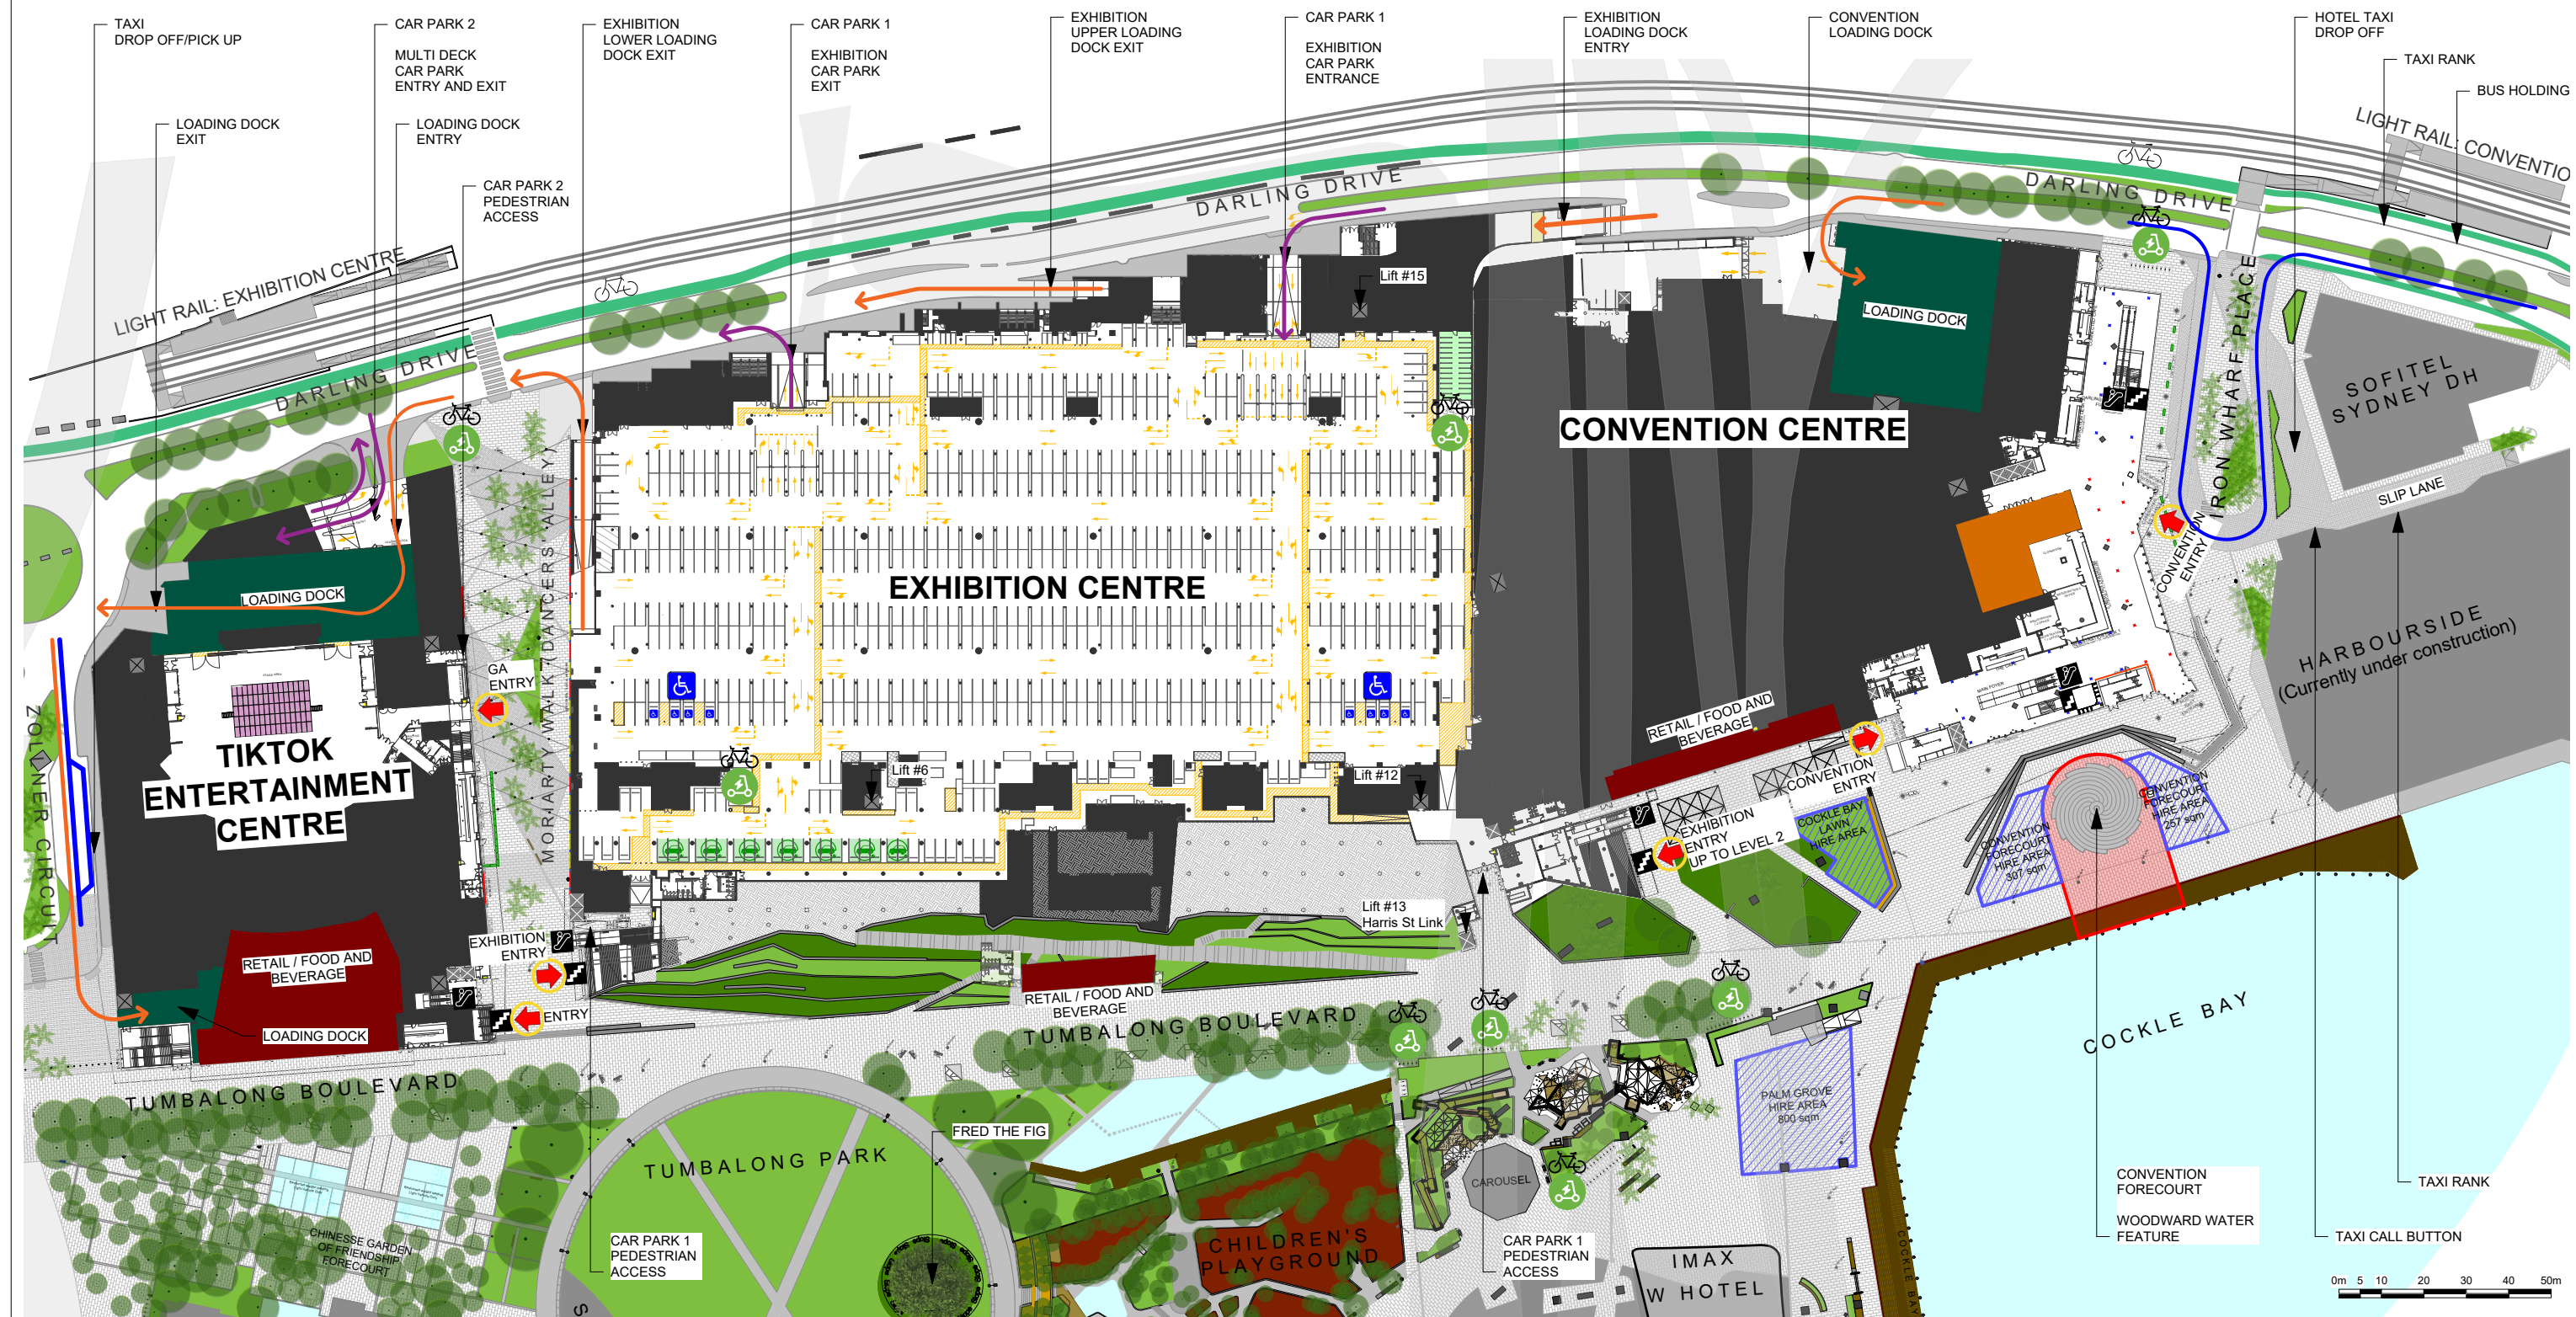 TAXI
DROP OFF/PICK UP
CAR PARK 2
MULTI DECK
CAR PARK
ENTRY AND EXIT
EXHIBITION
LOWER LOADING
DOCK EXIT
CAR PARK 1
EXHIBITION
CAR PARK
EXIT
EXHIBITION
UPPER LOADING
DOCK EXIT
CAR PARK 1
EXHIBITION
CAR PARK
ENTRANCE
EXHIBITION
LOADING DOCK
ENTRY
CONVENTION
LOADING DOCK
HOTEL TAXI
DROP OFF
TAXI RANK
BUS HOLDING
LOADING DOCK
EXIT
LOADING DOCK
ENTRY
CAR PARK 2
PEDESTRIAN
ACCESS
LIGHT RAIL: CONVENTIO
LIGHT RAIL: EXHIBITION CENTRE
DARLING DRIVE
DARLING DRIVE
DARLING DRIVE
Lift #15
LOADING DOCK
IRON WHARF PLACE
SOFITEL
SYDNEY DH
SLIP LANE
CONVENTION CENTRE
EXHIBITION CENTRE
CONVENTION
ENTRY
HARBOURSIDE
(Currently under construction)
LOADING DOCK
MORIARTY WALK (DANCERS ALLEY)
GA
ENTRY
ZOLLNER CIRCUIT
TIKTOK
ENTERTAINMENT
CENTRE
MAIN FOYER
RETAIL / FOOD AND
BEVERAGE
CONVENTION
ENTRY
Lift #6
Lift #12
EXHIBITION
ENTRY
UP TO LEVEL 2
COCKLE BAY
LAWN
HIRE AREA
CONVENTION
FORECOURT
HIRE AREA
307 sqm
CONVENTION
FORECOURT
HIRE AREA
257 sqm
Lift #13
Harris St Link
EXHIBITION
ENTRY
ENTRY
RETAIL / FOOD AND
BEVERAGE
LOADING DOCK
RETAIL / FOOD AND
BEVERAGE
TUMBALONG BOULEVARD
TUMBALONG BOULEVARD
COCKLE BAY
PALM GROVE
HIRE AREA
800 sqm
FRED THE FIG
TUMBALONG PARK
CAROUSEL
CHINESSE GARDEN
OF FRIENDSHIP
FORECOURT
CAR PARK 1
PEDESTRIAN
ACCESS
CHILDREN'S
PLAYGROUND
CAR PARK 1
PEDESTRIAN
ACCESS
IMAX
W HOTEL
COCKLE BAY
CONVENTION
FORECOURT
WOODWARD WATER
FEATURE
TAXI RANK
TAXI CALL BUTTON
S
0m 5 10 20 30 40 50m